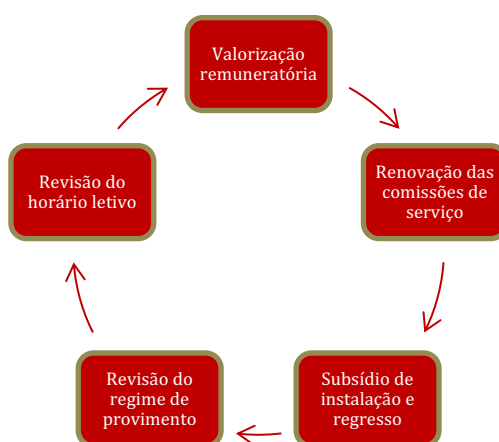 Valorização
remuneratória
Renovação das
comissões de
serviço
Subsídio de
instalação e
regresso
Revisão do
regime de
provimento
Revisão do
horário letivo